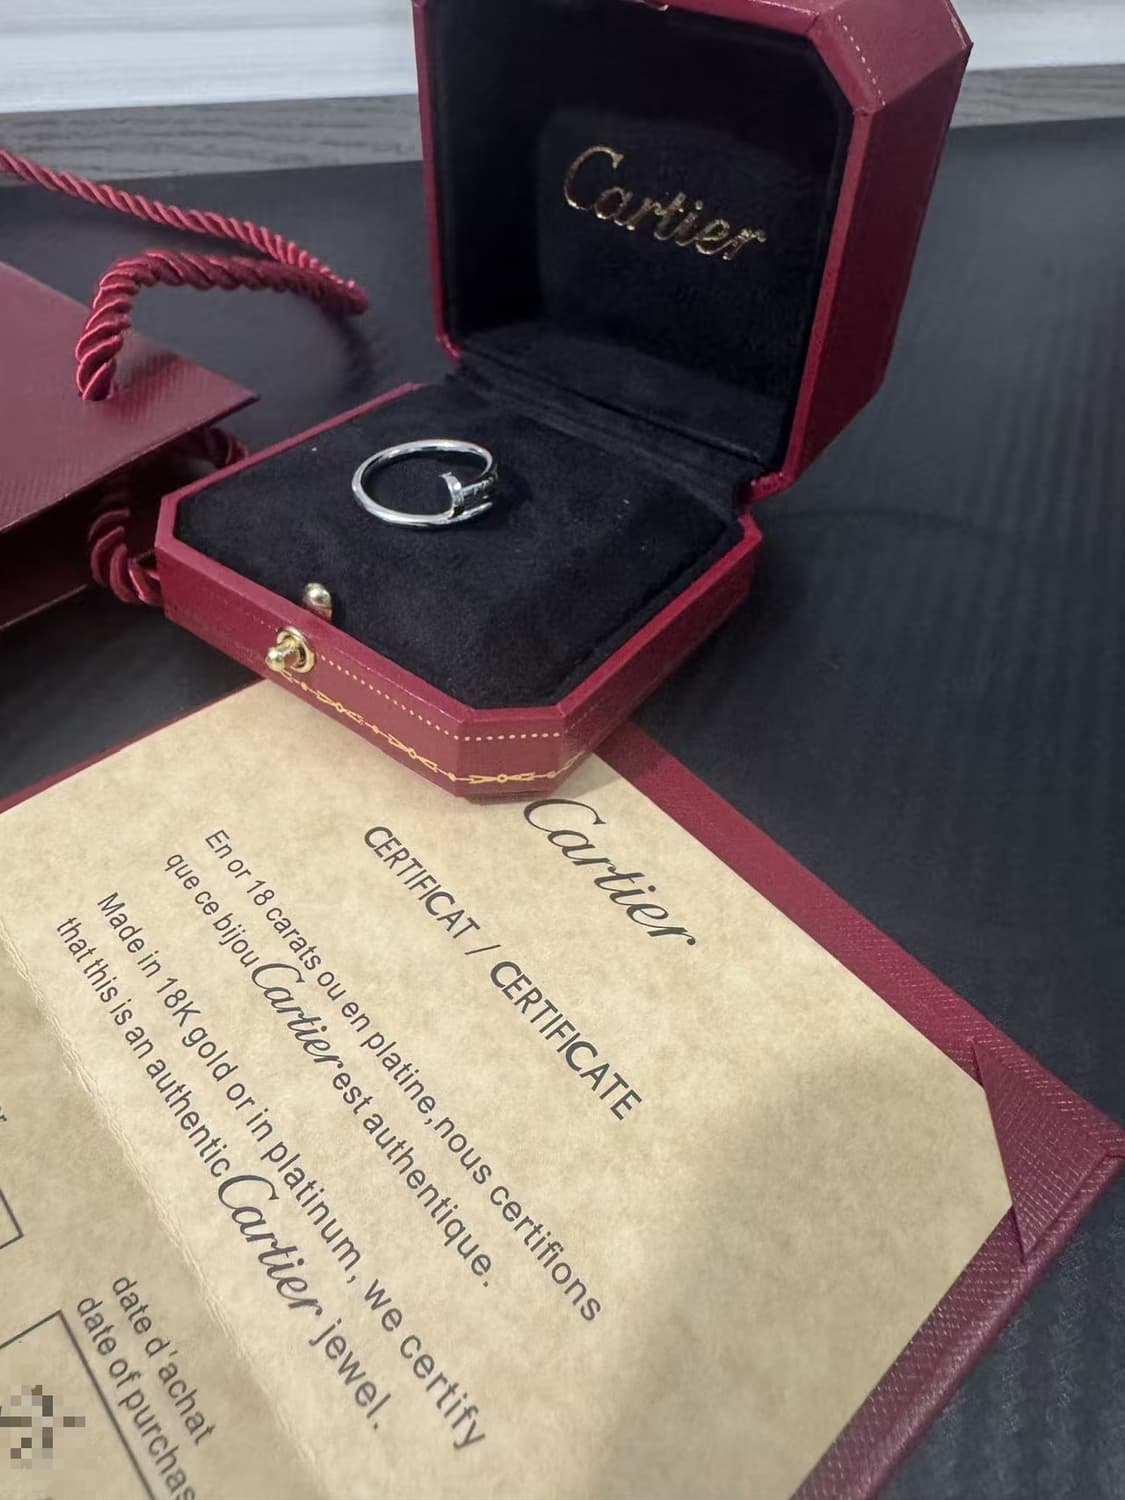 Cartier
Cartier
CERTIFICAT / CERTIFICATE
En or 18 carats ou en platine,nous certifions
que ce bijou Cartier est authentique.
Made in 18K gold or in platinum, we certify
that this is an authentic Cartier jewel.
date d'achat
date of purchas